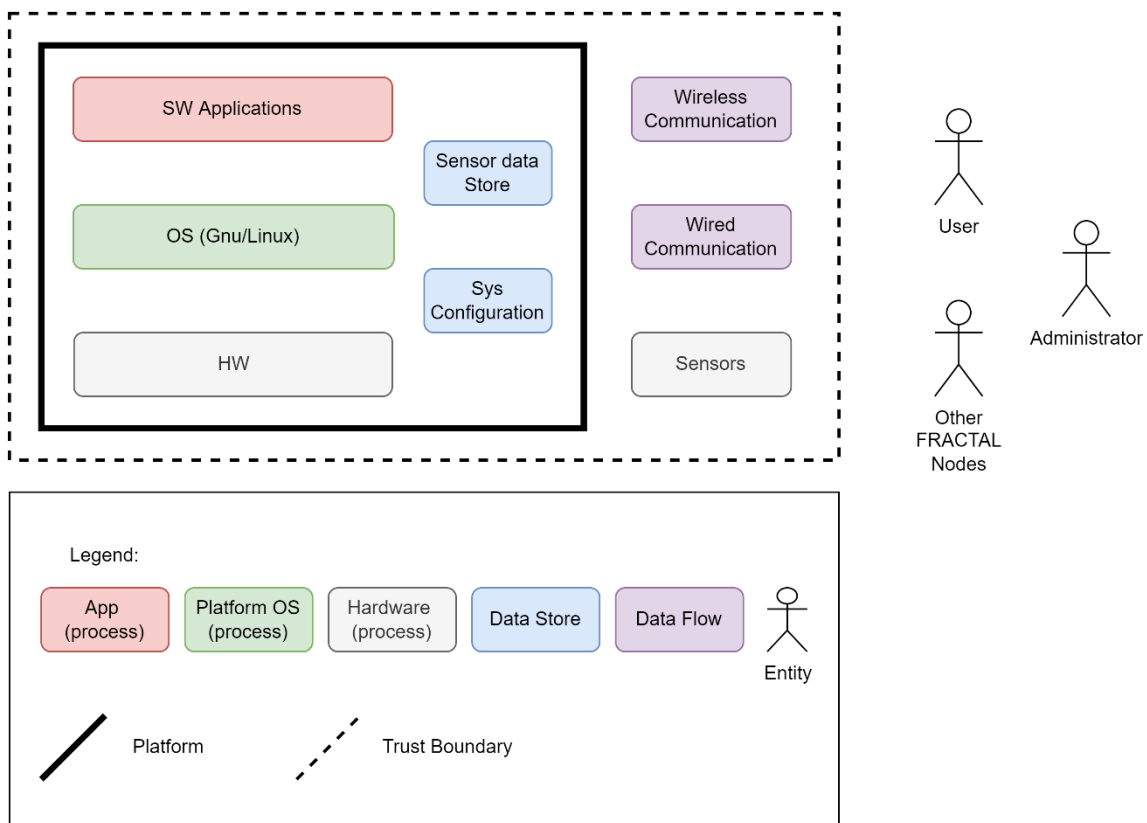 SW Applications
Wireless
Communication
Sensor data
Store
User
OS (Gnu/Linux)
Wired
Communication
Sys
Configuration
Administrator
HW
Sensors
Other
FRACTAL
Nodes
Legend:
App
(process)
Platform OS
(process)
Hardware
(process)
Data Store
Data Flow
Entity
Platform
Trust Boundary